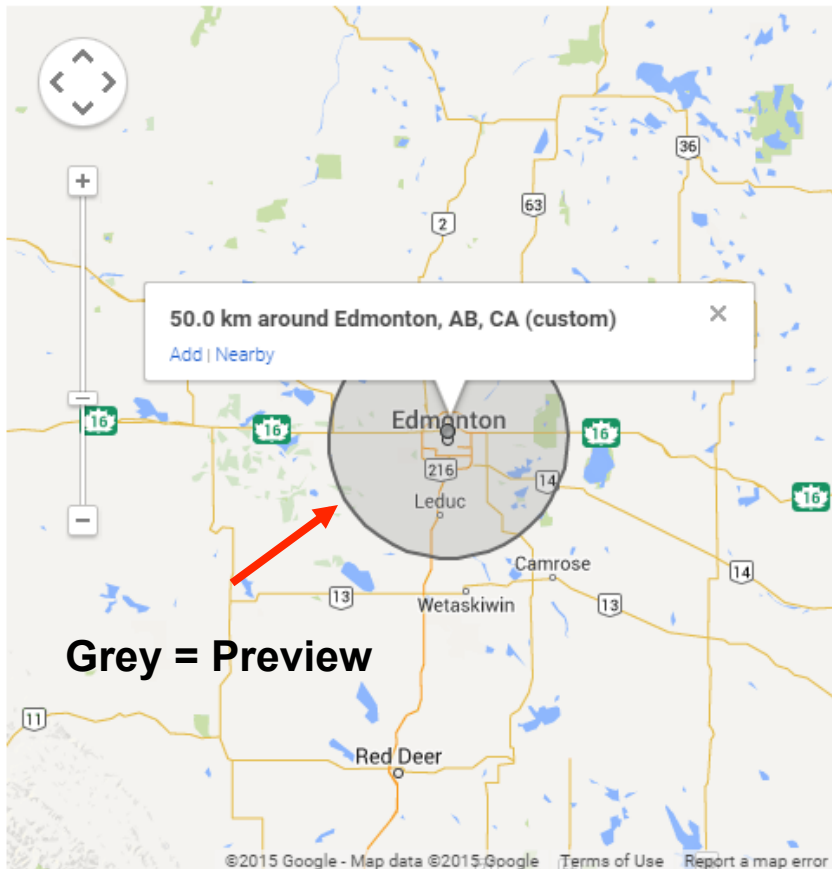 36
63
2
50.0 km around Edmonton, AB, CA (custom)
×
Add | Nearby
Edmonton
16
16
16
216
14
16
Leduc
Camrose
14
13
Wetaskiwin
13
Grey = Preview
11
Red Deer
©2015 Google - Map data ©2015 Google Terms of Use Report a map error